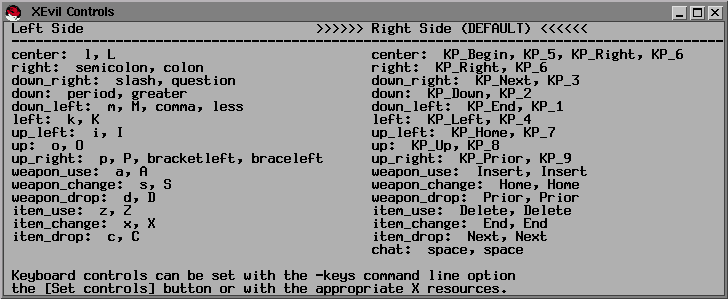 XEvil Controls
Left Side >>>>>> Right Side (DEFAULT) <<<<<<
center: l, L center: KP_Begin, KP_5, KP_Right, KP_6
right: semicolon, colon right: KP_Right, KP_6
down_right: slash, question down_right: KP_Next, KP_3
down: period, greater down: KP_Down, KP_2
down_left: m, M, comma, less down_left: KP_End, KP_1
left: k, K left: KP_Left, KP_4
up_left: i, I up_left: KP_Home, KP_7
up: o, O up: KP_Up, KP_8
up_right: p, P, bracketleft, braceleft up_right: KP_Prior, KP_9
weapon_use: a, A weapon_use: Insert, Insert
weapon_change: s, S weapon_change: Home, Home
weapon_drop: d, D weapon_drop: Prior, Prior
item_use: z, Z item_use: Delete, Delete
item_change: x, X item_change: End, End
item_drop: c, C item_drop: Next, Next
chat: space, space
Keyboard controls can be set with the -keys command line option
the [Set controls] button or with the appropriate X resources.